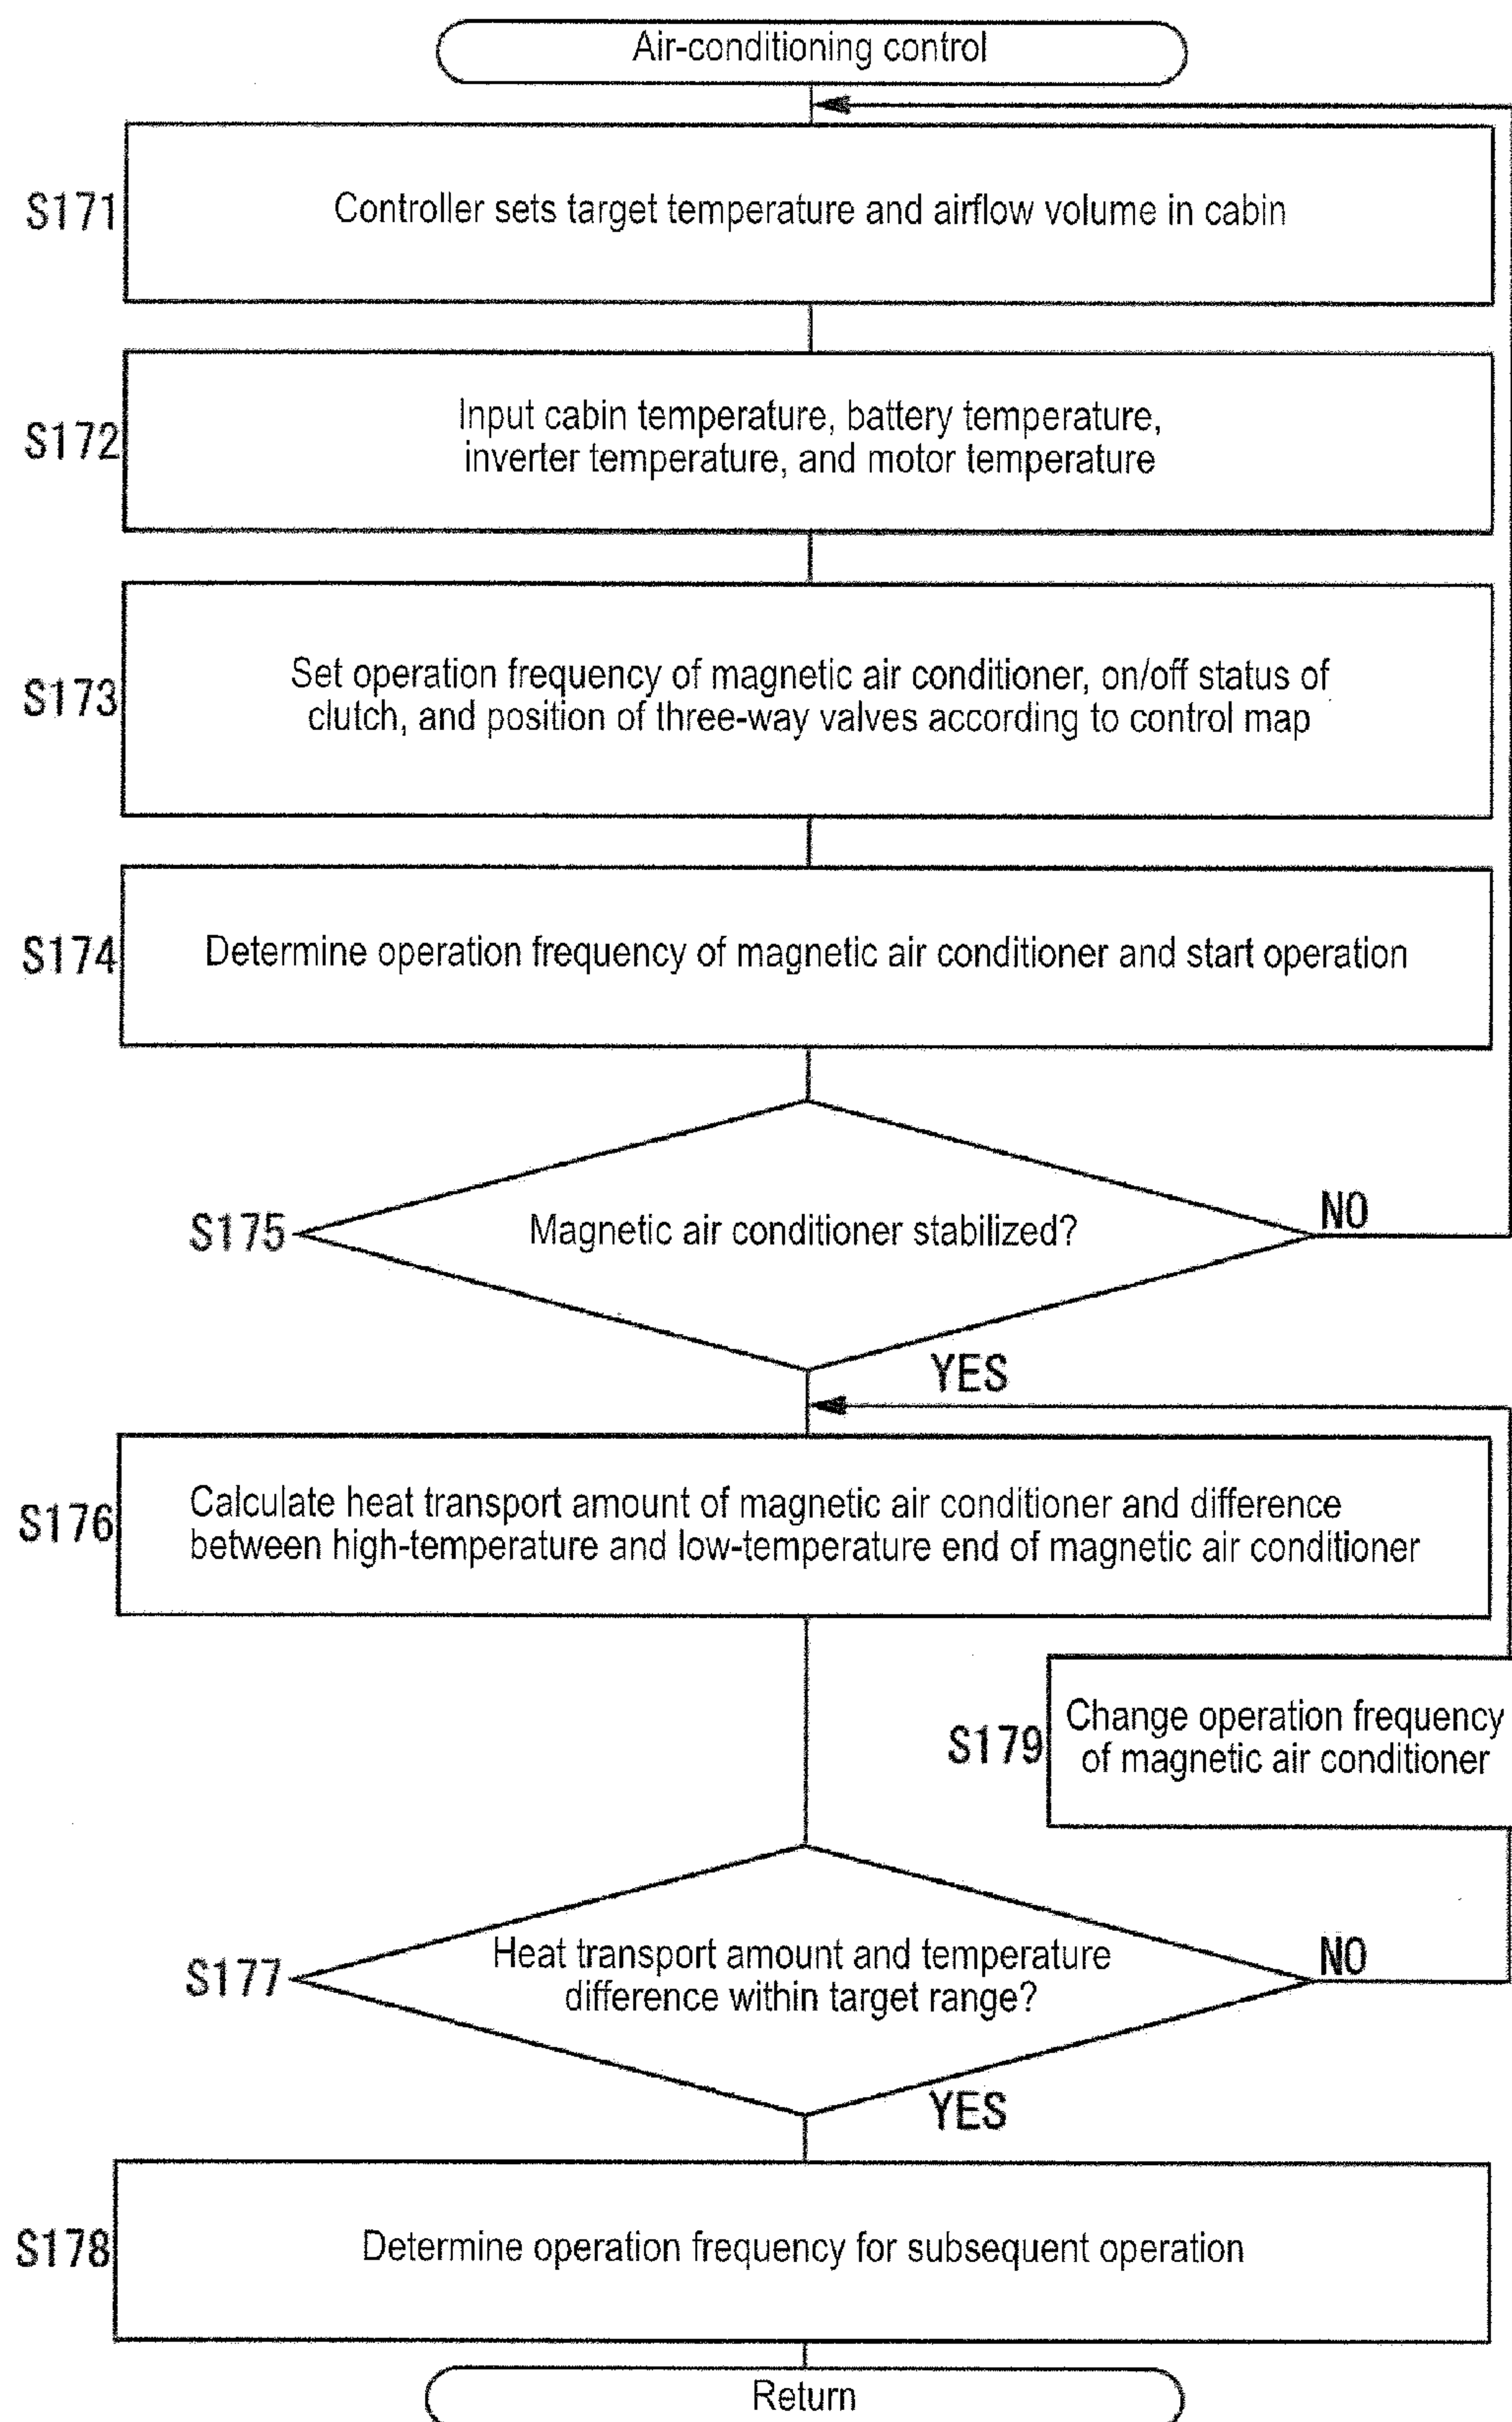 Air-conditioning control
S171
Controller sets target temperature and airflow volume in cabin
S172
Input cabin temperature, battery temperature,
inverter temperature, and motor temperature
S173
Set operation frequency of magnetic air conditioner, on/off status of
clutch, and position of three-way valves according to control map
S174
Determine operation frequency of magnetic air conditioner and start operation
S175
Magnetic air conditioner stabilized?
NO
YES
S176
Calculate heat transport amount of magnetic air conditioner and difference
between high-temperature and low-temperature end of magnetic air conditioner
S179
Change operation frequency
of magnetic air conditioner
S177
Heat transport amount and temperature
difference within target range?
NO
YES
S178
Determine operation frequency for subsequent operation
Return